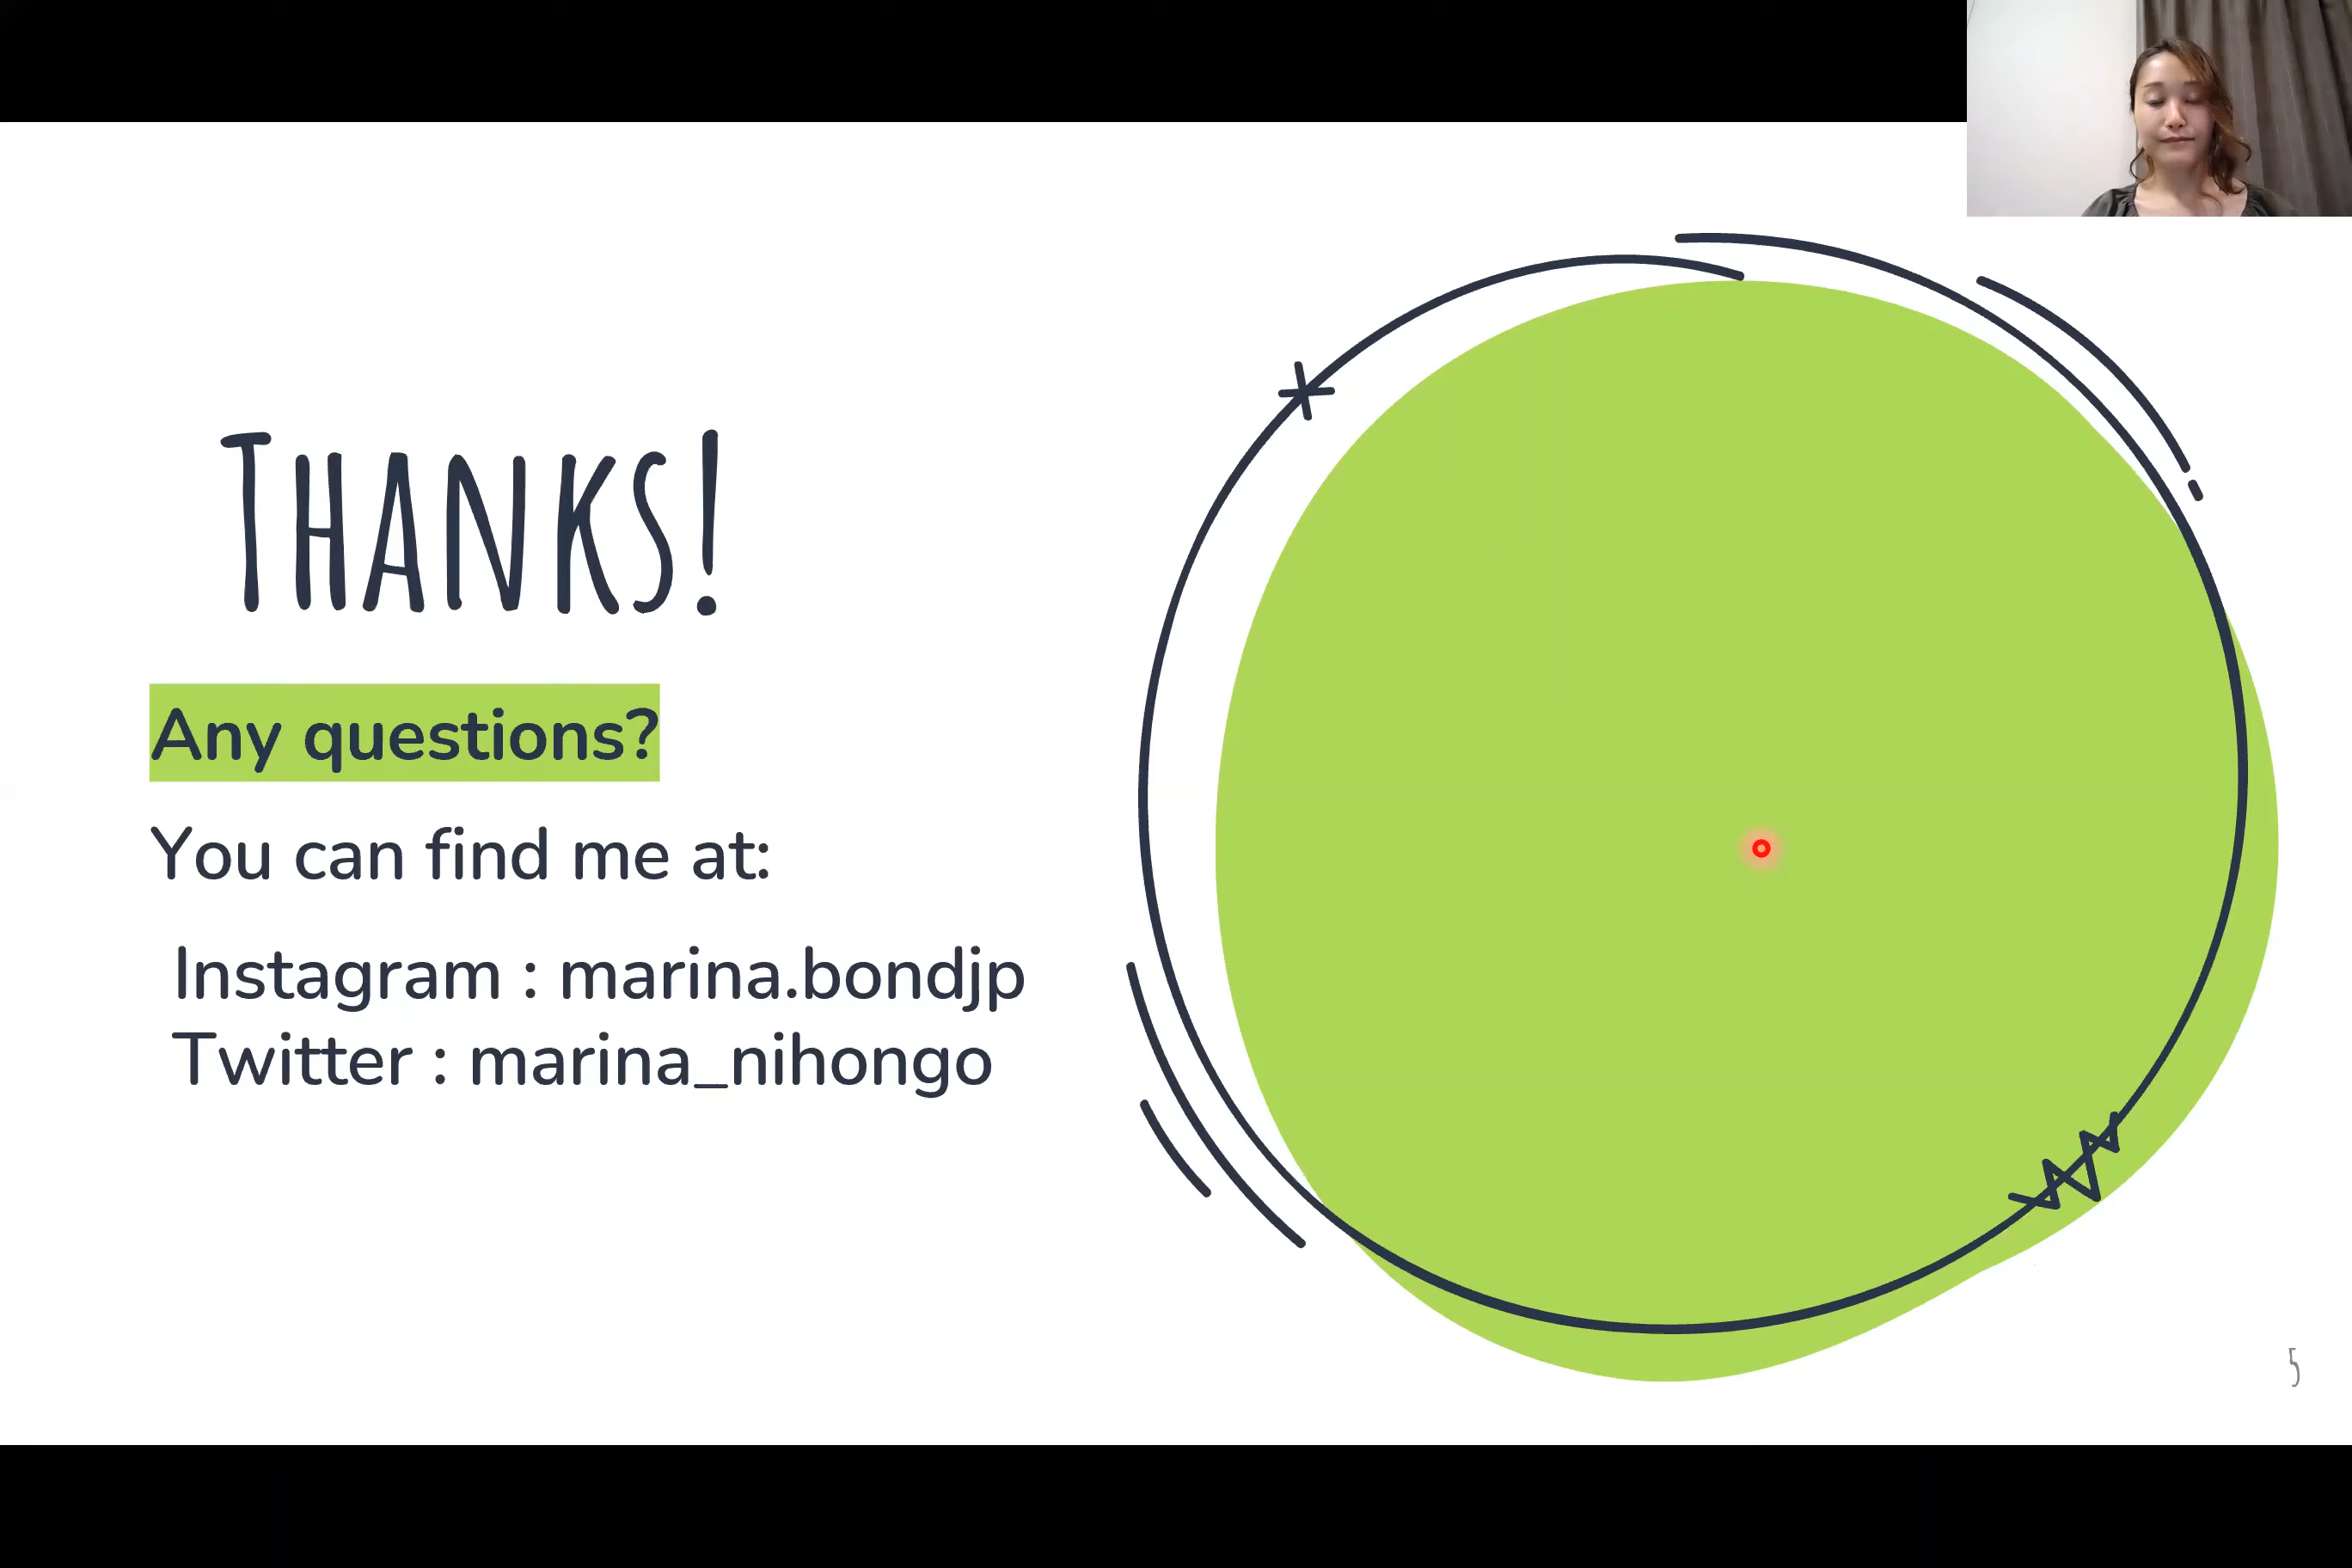 THANKS!
Any questions?
You can find me at:
Instagram : marina.bondjp
Twitter : marina_nihongo
5